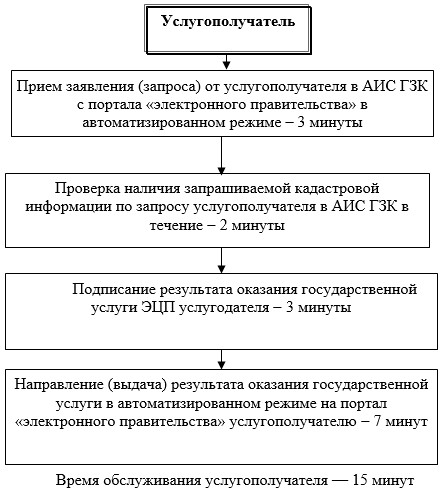 Услугополучатель
Прием заявления (запроса) от услугополучателя в АИС ГЗК
с портала «электронного правительства» в
автоматизированном режиме – 3 минуты
Проверка наличия запрашиваемой кадастровой
информации по запросу услугополучателя в АИС ГЗК в
течение – 2 минуты
Подписание результата оказания государственной
услуги ЭЦП услугодателя – 3 минуты
Направление (выдача) результата оказания государственной
услуги в автоматизированном режиме на портал
«электронного правительства» услугополучателю – 7 минут
Время обслуживания услугополучателя — 15 минут